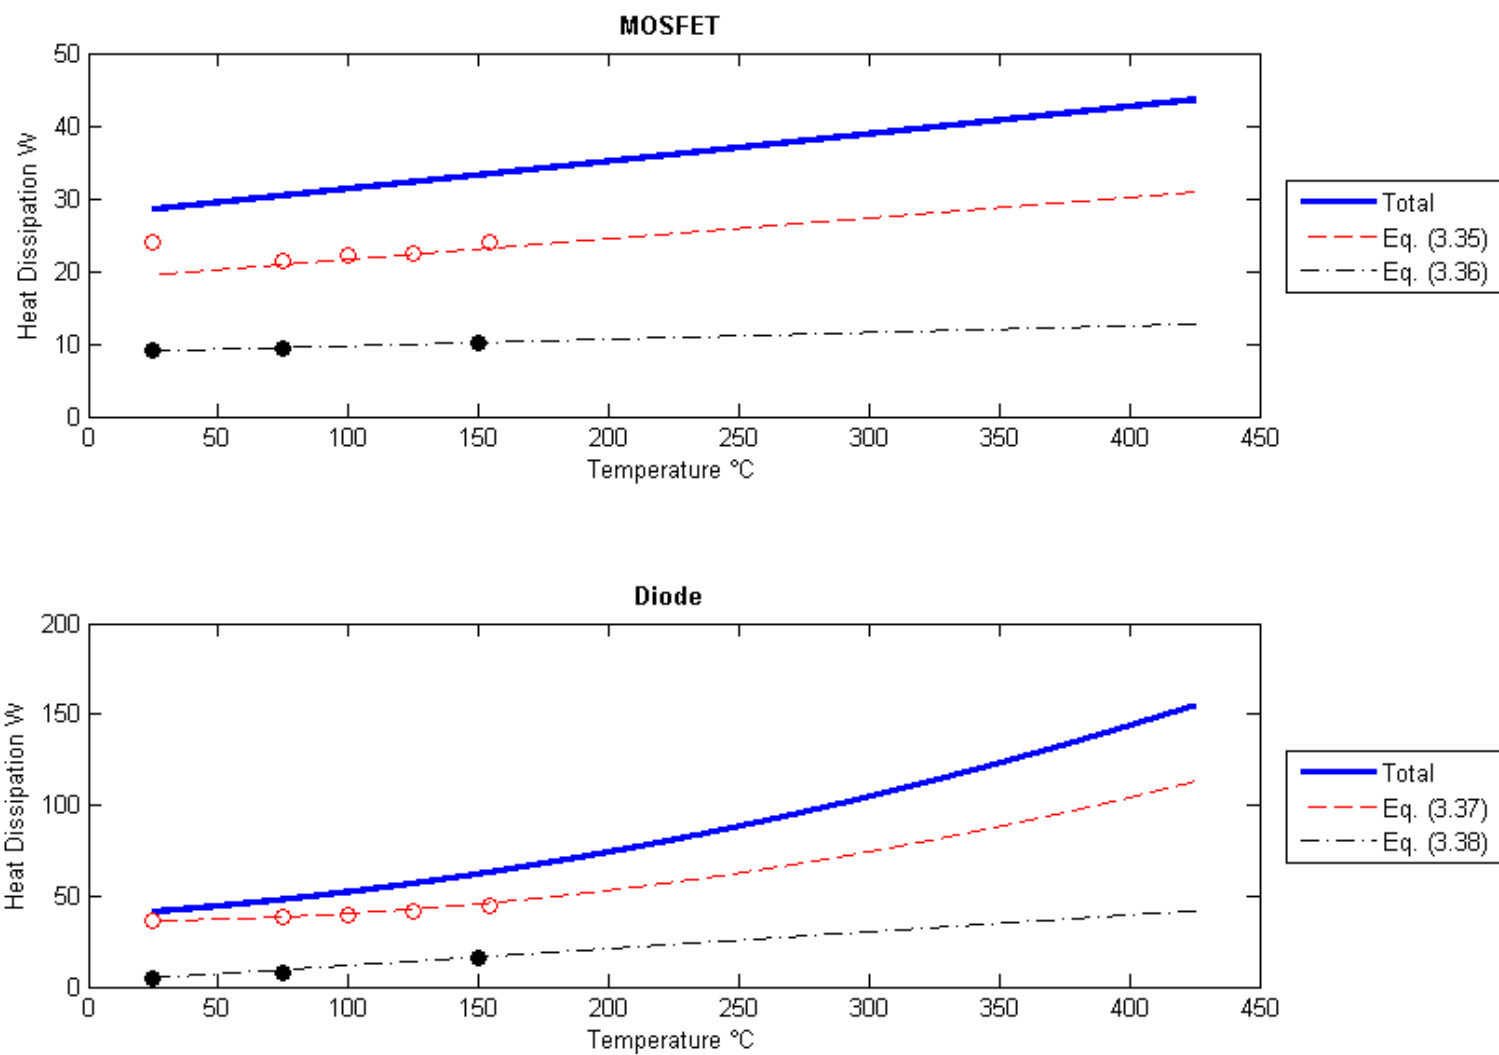 MOSFET
50
40
30
20
10
0
Heat Dissipation W
0 50 100 150 200 250 300 350 400 450
Temperature °C
Total
Eq. (3.35)
Eq. (3.36)
Diode
200
150
100
50
0
Heat Dissipation W
0 50 100 150 200 250 300 350 400 450
Temperature °C
Total
Eq. (3.37)
Eq. (3.38)